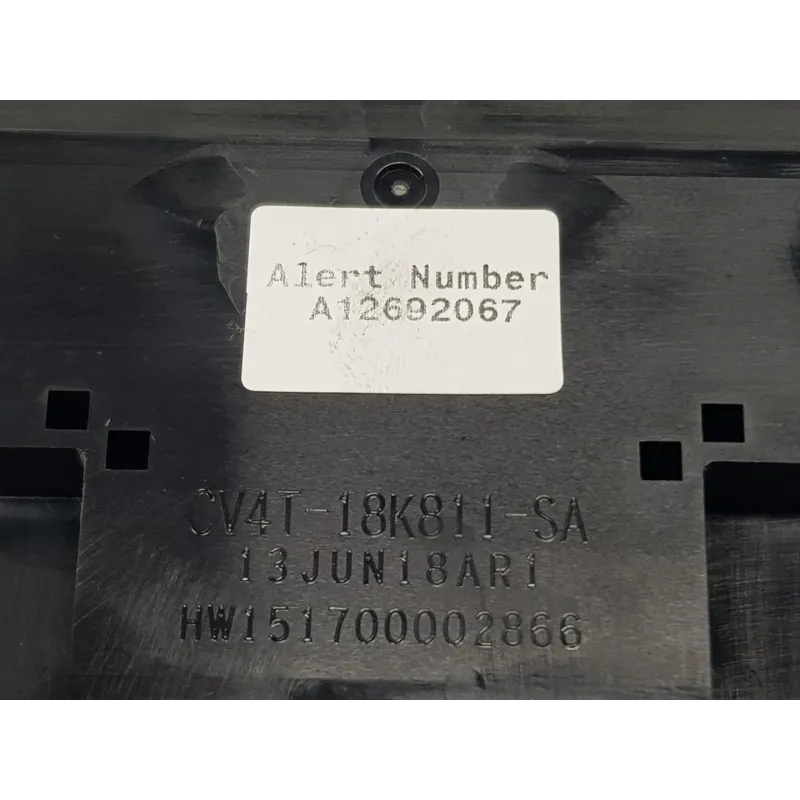 Alert Number
A12692067
CV4T-18K811-SA
13JUN18AR1
HW151700002866